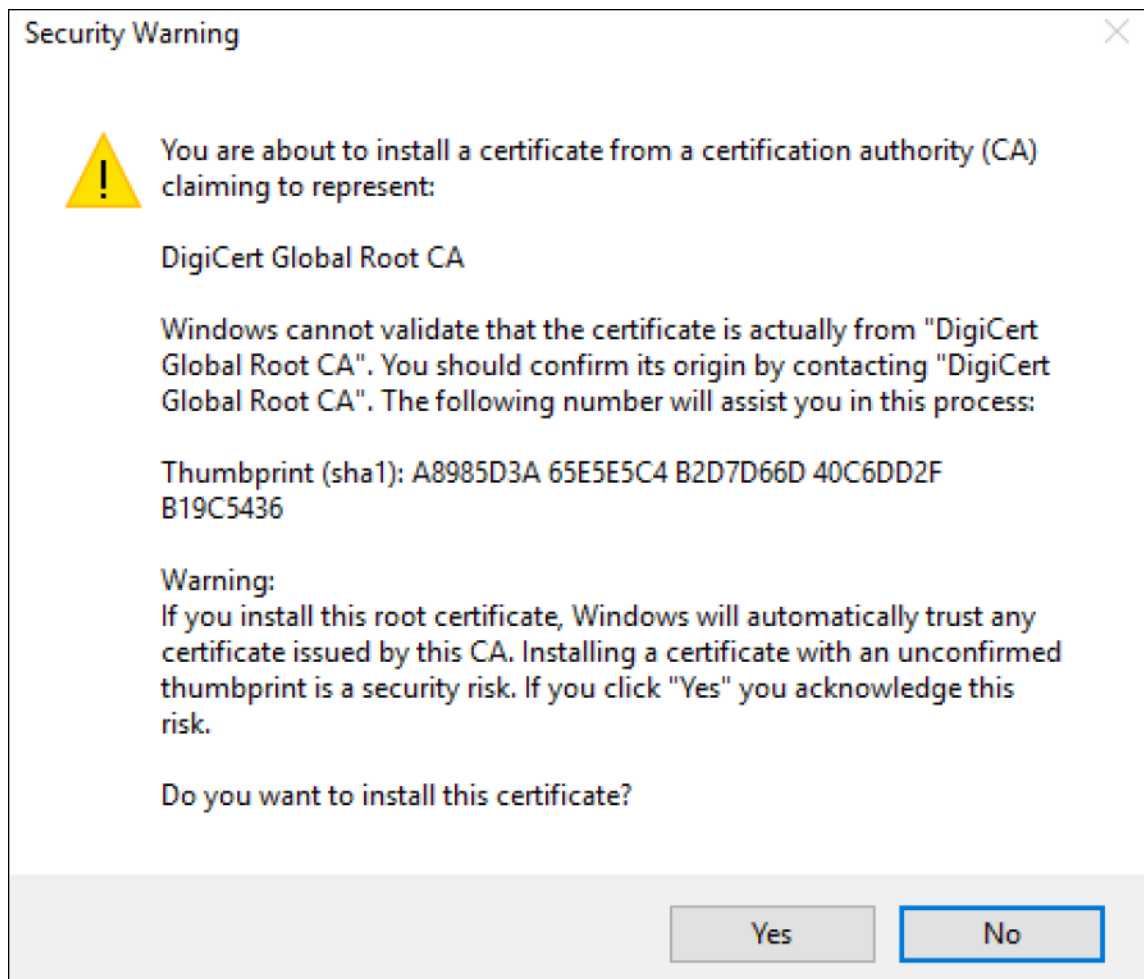 Security Warning
You are about to install a certificate from a certification authority (CA)
claiming to represent:
DigiCert Global Root CA
Windows cannot validate that the certificate is actually from "DigiCert
Global Root CA". You should confirm its origin by contacting "DigiCert
Global Root CA". The following number will assist you in this process:
Thumbprint (sha1): A8985D3A 65E5E5C4 B2D7D66D 40C6DD2F
B19C5436
Warning:
If you install this root certificate, Windows will automatically trust any
certificate issued by this CA. Installing a certificate with an unconfirmed
thumbprint is a security risk. If you click "Yes" you acknowledge this
risk.
Do you want to install this certificate?
Yes
No